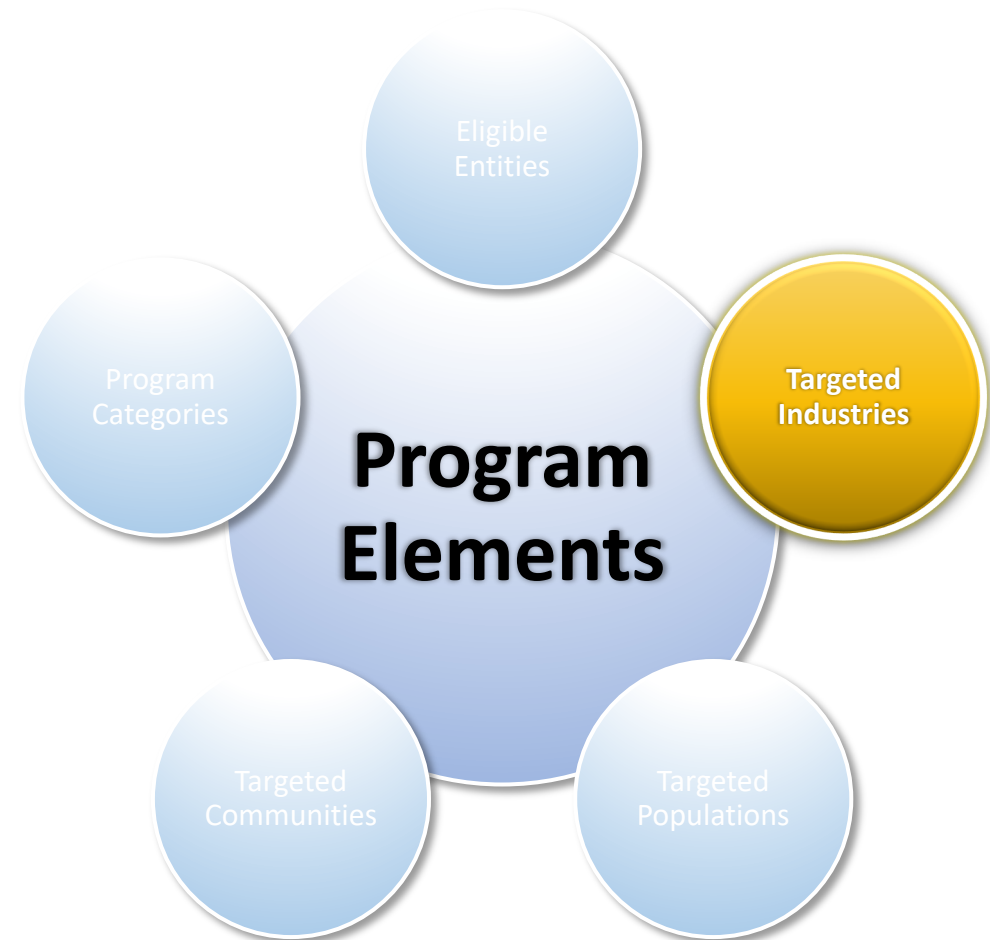 Eligible
Entities
Targeted
Industries
Program
Categories
Program
Elements
Targeted
Communities
Targeted
Populations